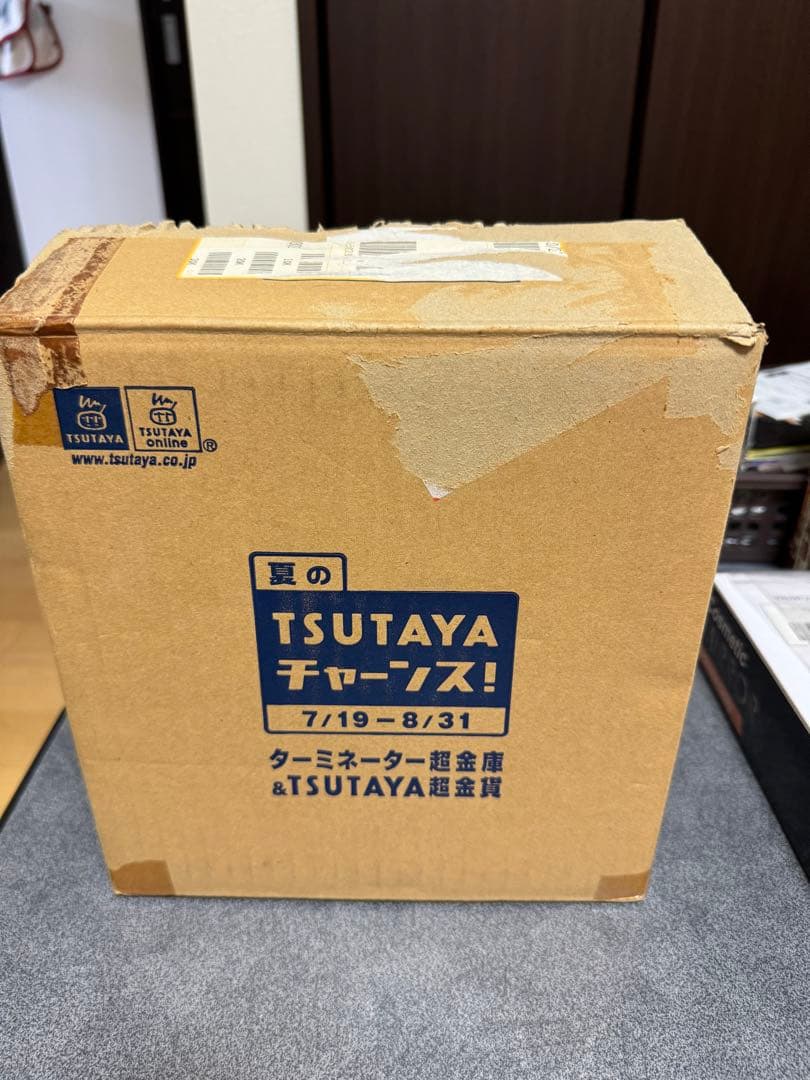 TSUTAYA
TSUTAYA
online
®
www.tsutaya.co.jp
夏の
TSUTAYA
チャーンス!
7/19-8/31
ターミネーター超金庫
&TSUTAYA超金貨